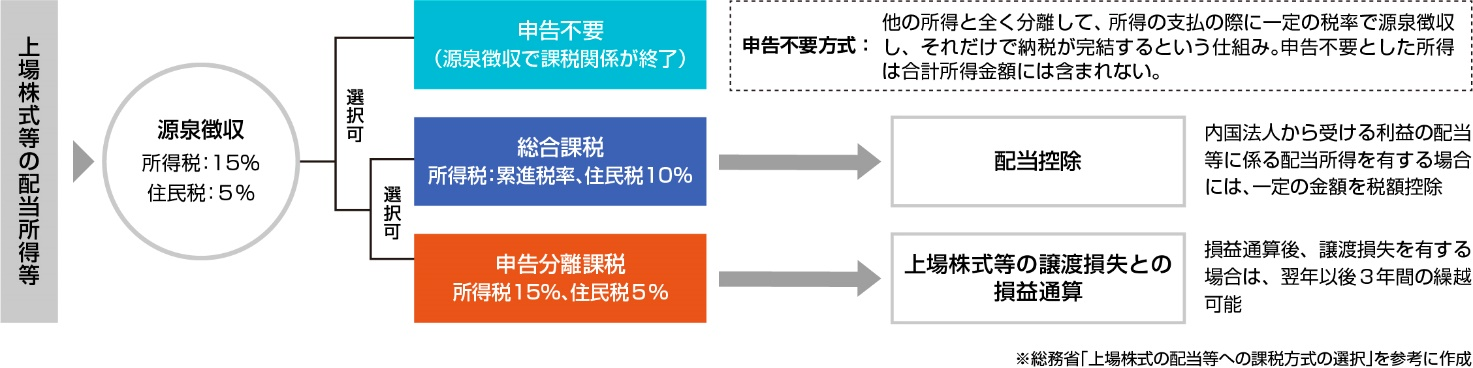 上場株式等の配当所得等
源泉徴収
所得税：15%
住民税：5%
選択可
選択可
申告不要
（源泉徴収で課税関係が終了）
申告不要方式：
他の所得と全く分離して、所得の支払の際に一定の税率で源泉徴収
し、それだけで納税が完結するという仕組み。申告不要とした所得
は合計所得金額には含まれない。
総合課税
所得税：累進税率、住民税10%
配当控除
内国法人から受ける利益の配当
等に係る配当所得を有する場合
には、一定の金額を税額控除
申告分離課税
所得税15%、住民税5%
上場株式等の譲渡損失との
損益通算
損益通算後、譲渡損失を有する
場合は、翌年以後3年間の繰越
可能
※総務省「上場株式の配当等への課税方式の選択」を参考に作成